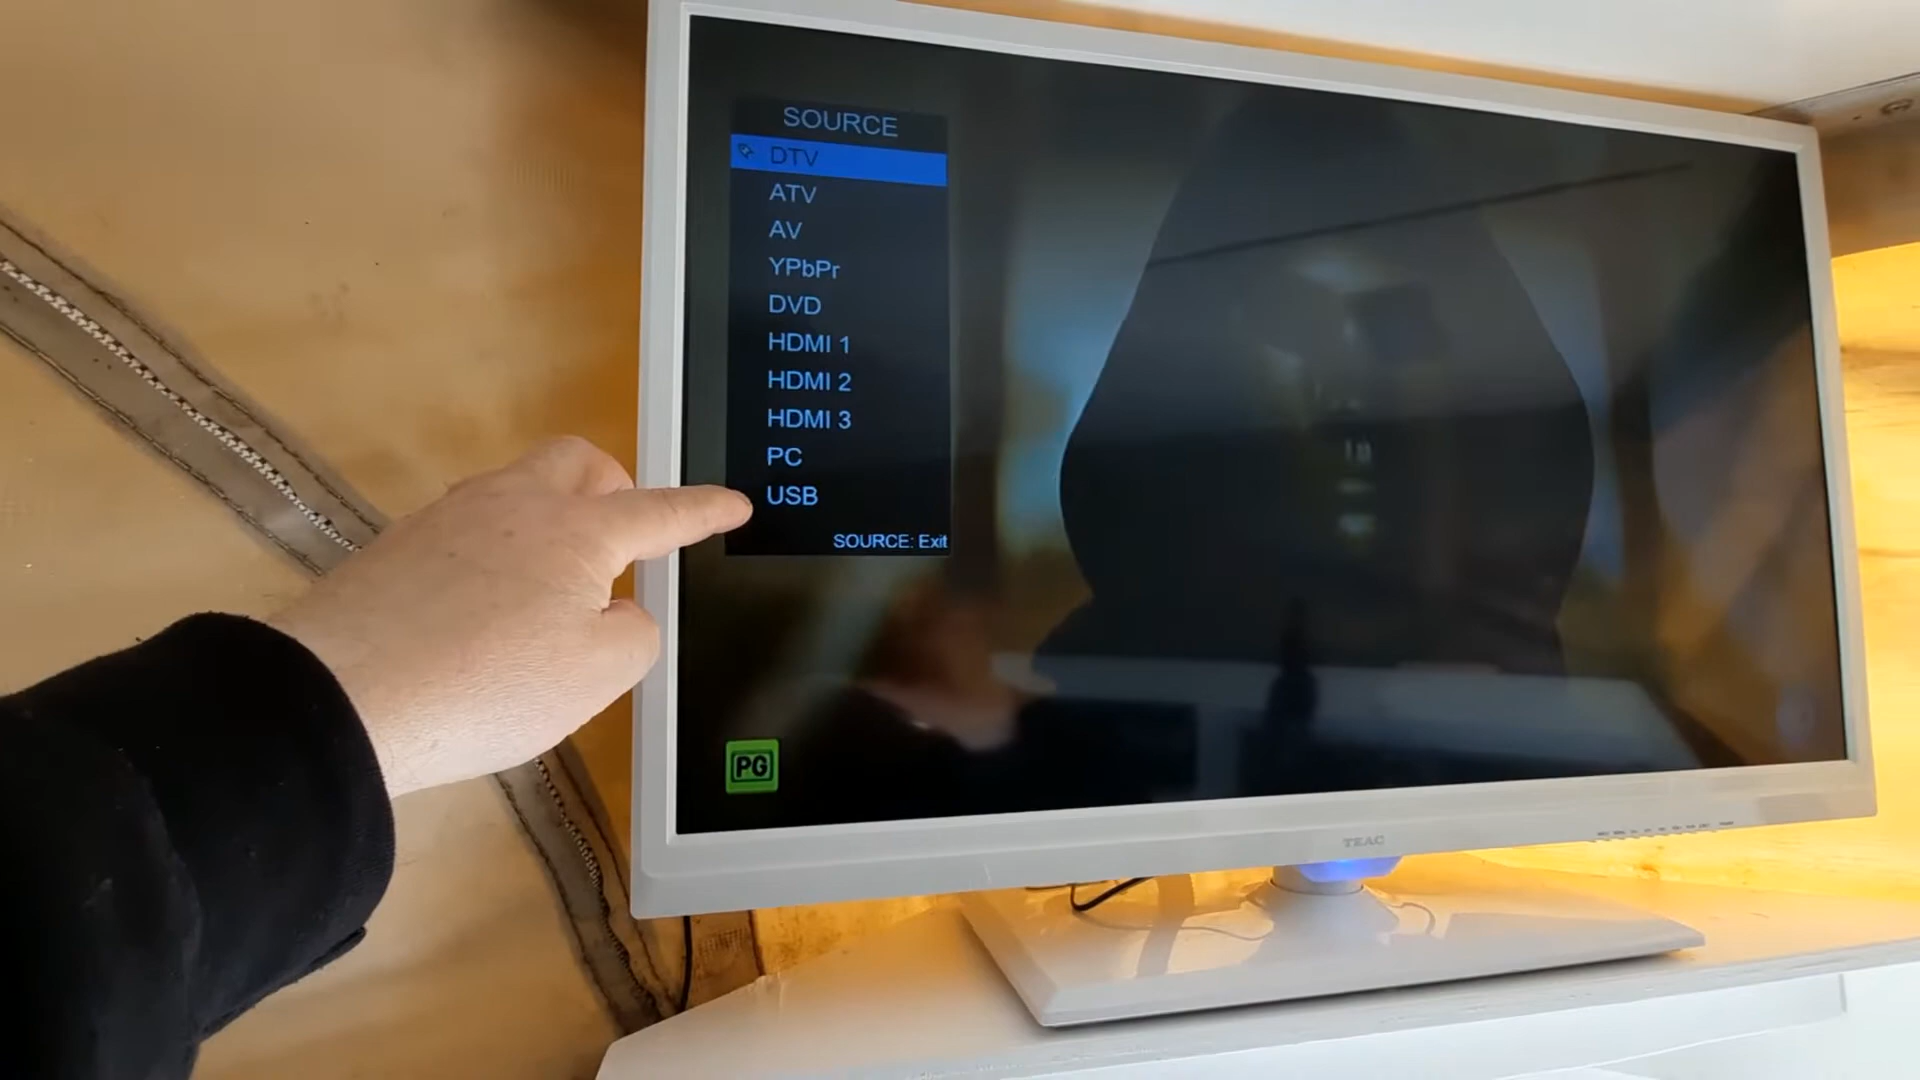 SOURCE
DTV
ATV
AV
YPbPr
DVD
HDMI 1
HDMI 2
HDMI 3
PC
USB
SOURCE: Exit
PG
TEAC